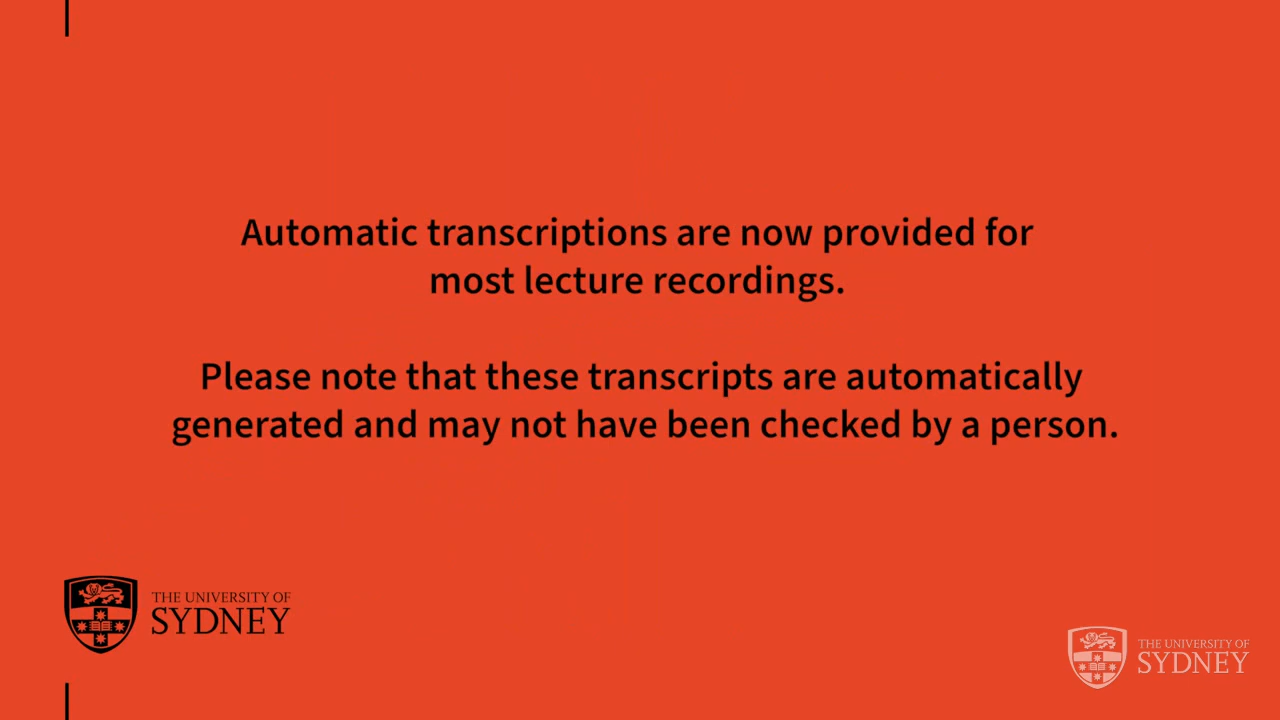 Automatic transcriptions are now provided for
most lecture recordings.
Please note that these transcripts are automatically
generated and may not have been checked by a person.
THE UNIVERSITY OF
SYDNEY
THE UNIVERSITY OF
SYDNEY